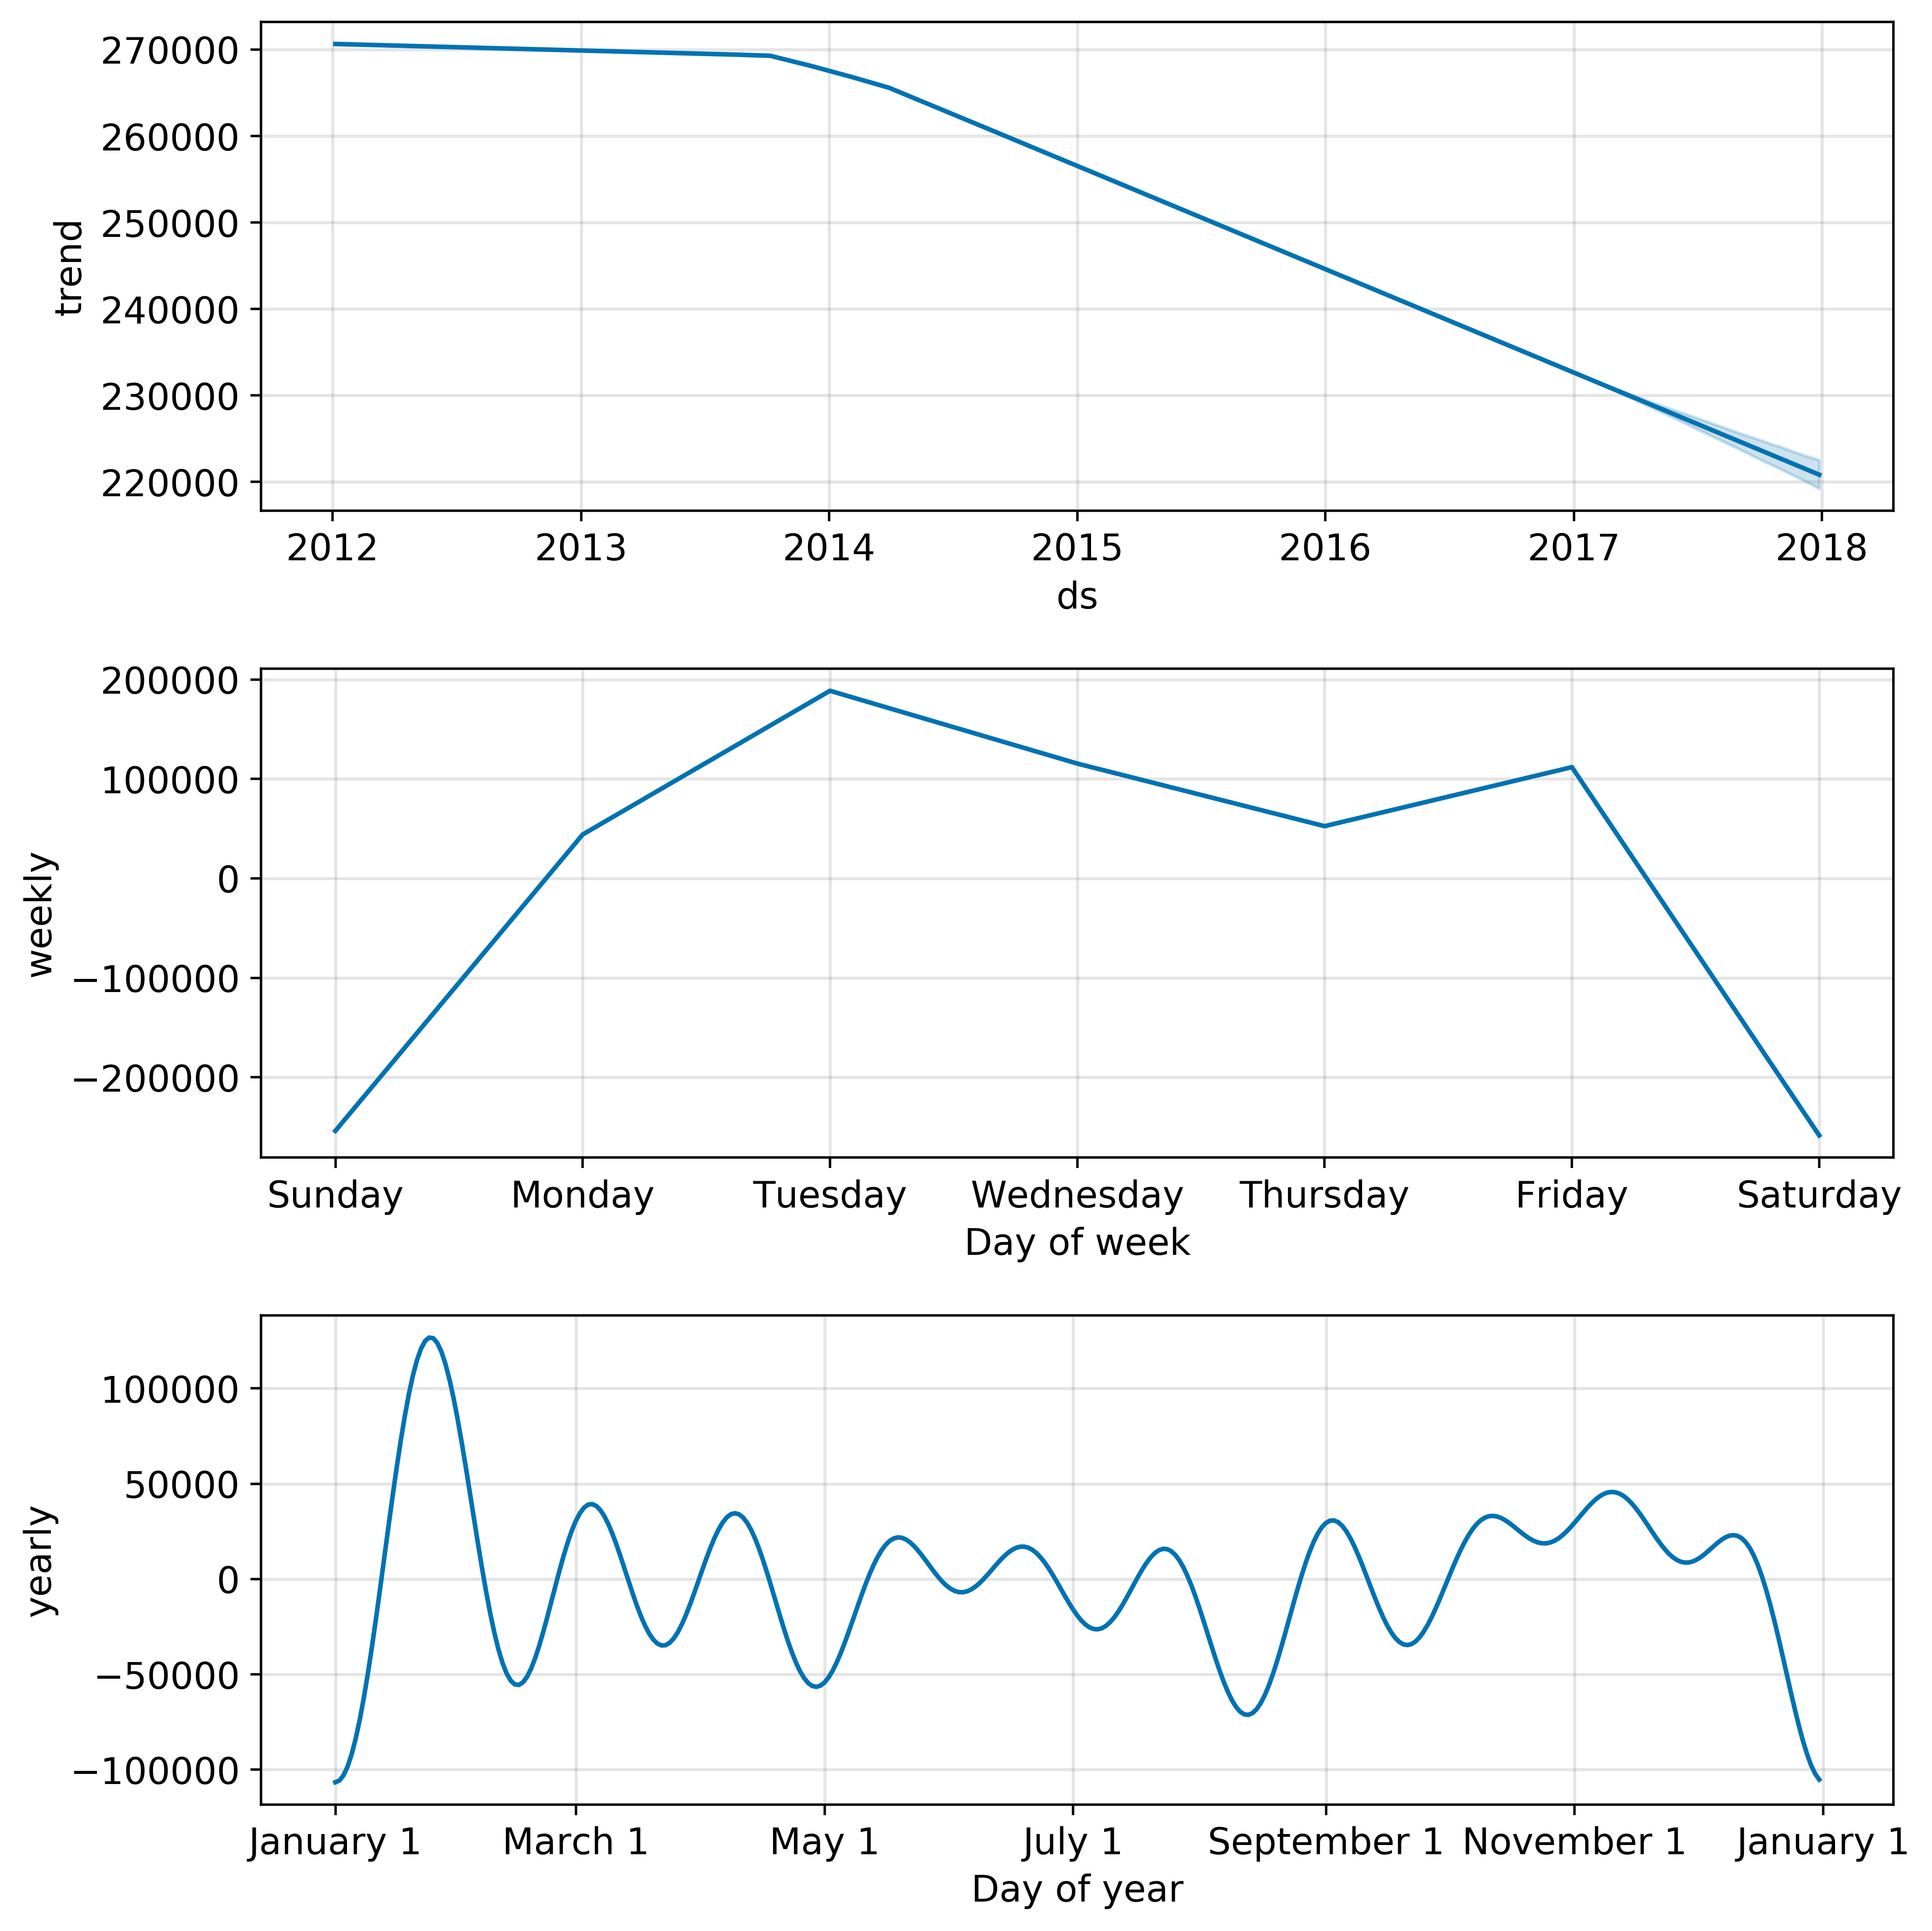 270000
260000
250000
240000
230000
220000
trend
2012 2013 2014 2015 2016 2017 2018
ds
200000
100000
0
−100000
−200000
weekly
Sunday Monday Tuesday Wednesday Thursday Friday Saturday
Day of week
100000
50000
0
−50000
−100000
yearly
January 1 March 1 May 1 July 1 September 1 November 1 January 1
Day of year